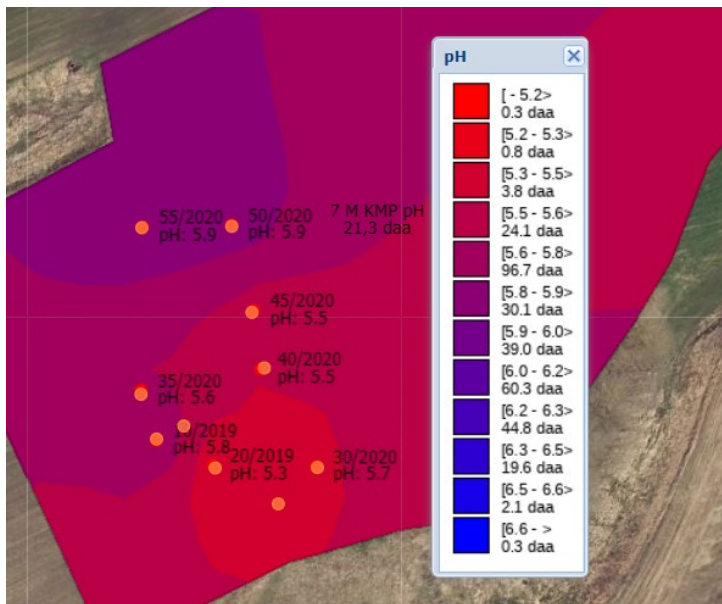 pH
[ - 5.2>
0.3 daa
[5.2 - 5.3>
0.8 daa
[5.3 - 5.5>
3.8 daa
[5.5 - 5.6>
24.1 daa
[5.6 - 5.8>
96.7 daa
[5.8 - 5.9>
30.1 daa
[5.9 - 6.0>
39.0 daa
[6.0 - 6.2>
60.3 daa
[6.2 - 6.3>
44.8 daa
[6.3 - 6.5>
19.6 daa
[6.5 - 6.6>
2.1 daa
[6.6 - >
0.3 daa
55/2020
pH: 5.9
50/2020
pH: 5.9
7 M KMP pH
21,3 daa
45/2020
pH: 5.5
40/2020
pH: 5.5
35/2020
pH: 5.6
10/2019
pH: 5.8
20/2019
pH: 5.3
30/2020
pH: 5.7